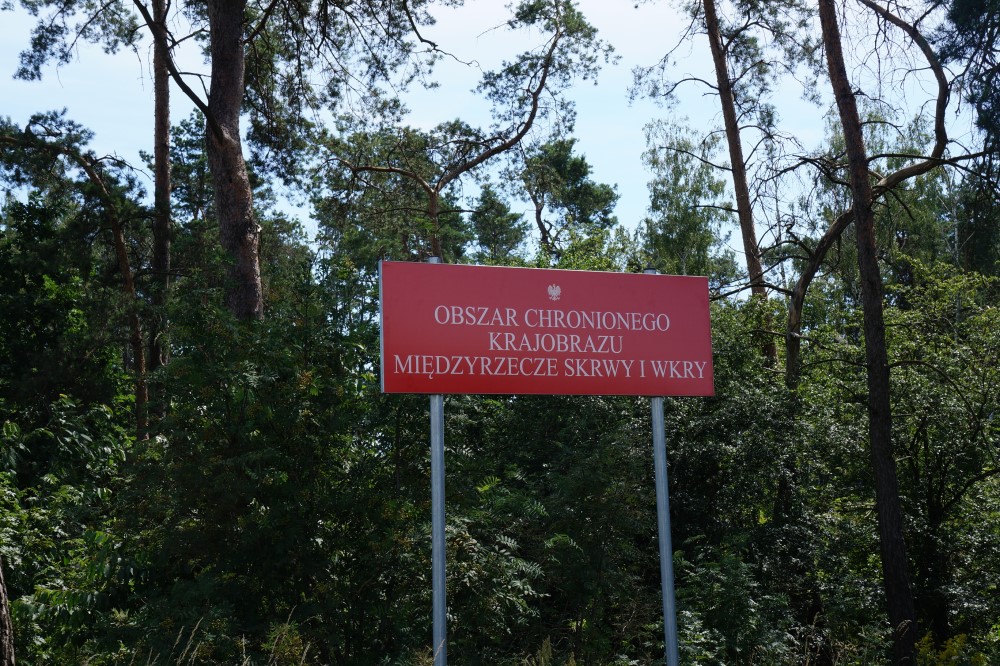 OBSZAR CHRONIONEGO
KRAJOBRAZU
MIĘDZYRZECZE SKRWY I WKRY